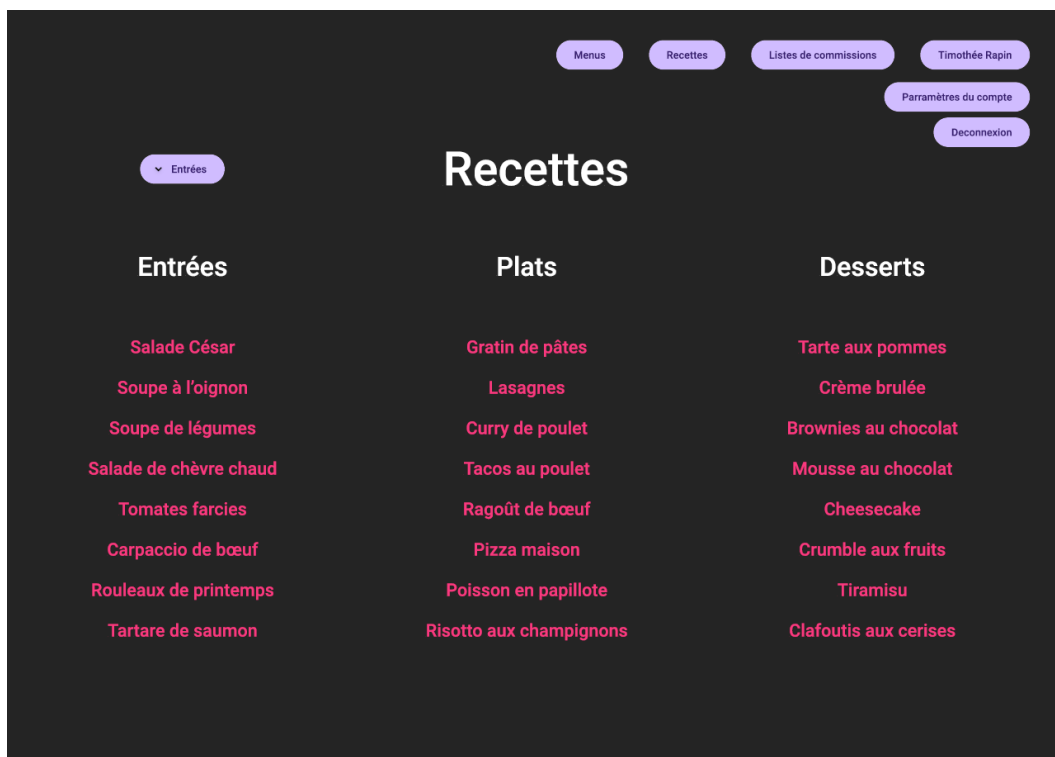 Menus
Recettes
Listes de commissions
Timothée Rapin
Parramètres du compte
Deconnexion
Entrées
Recettes
Entrées
Salade César
Soupe à l’oignon
Soupe de légumes
Salade de chèvre chaud
Tomates farcies
Carpaccio de bœuf
Rouleaux de printemps
Tartare de saumon
Plats
Gratin de pâtes
Lasagnes
Curry de poulet
Tacos au poulet
Ragoût de bœuf
Pizza maison
Poisson en papillote
Risotto aux champignons
Desserts
Tarte aux pommes
Crème brulée
Brownies au chocolat
Mousse au chocolat
Cheesecake
Crumble aux fruits
Tiramisu
Clafoutis aux cerises